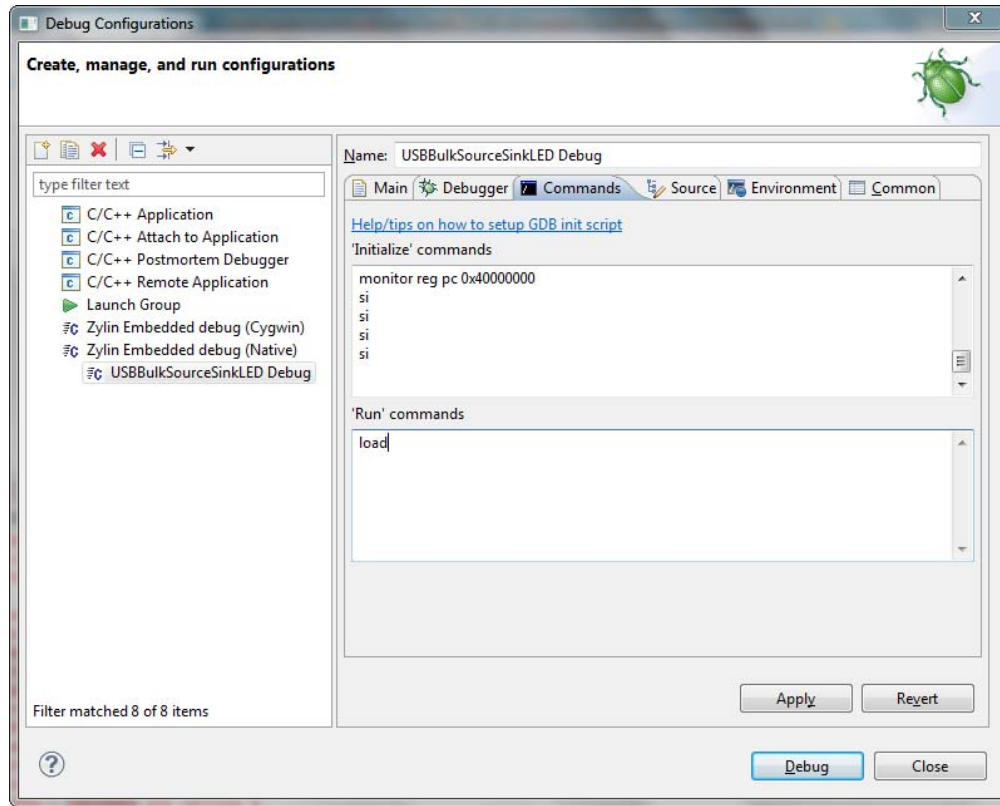 Debug Configurations
Create, manage, and run configurations
type filter text
C/C++ Application
C/C++ Attach to Application
C/C++ Postmortem Debugger
C/C++ Remote Application
Launch Group
Zylin Embedded debug (Cygwin)
Zylin Embedded debug (Native)
USBBulkSourceSinkLED Debug
Filter matched 8 of 8 items
Name: USBBulkSourceSinkLED Debug
Main Debugger Commands Source Environment Common
Help/tips on how to setup GDB init script
'Initialize' commands
monitor reg pc 0x40000000
si
si
si
si
'Run' commands
load
Apply Revert
Debug Close